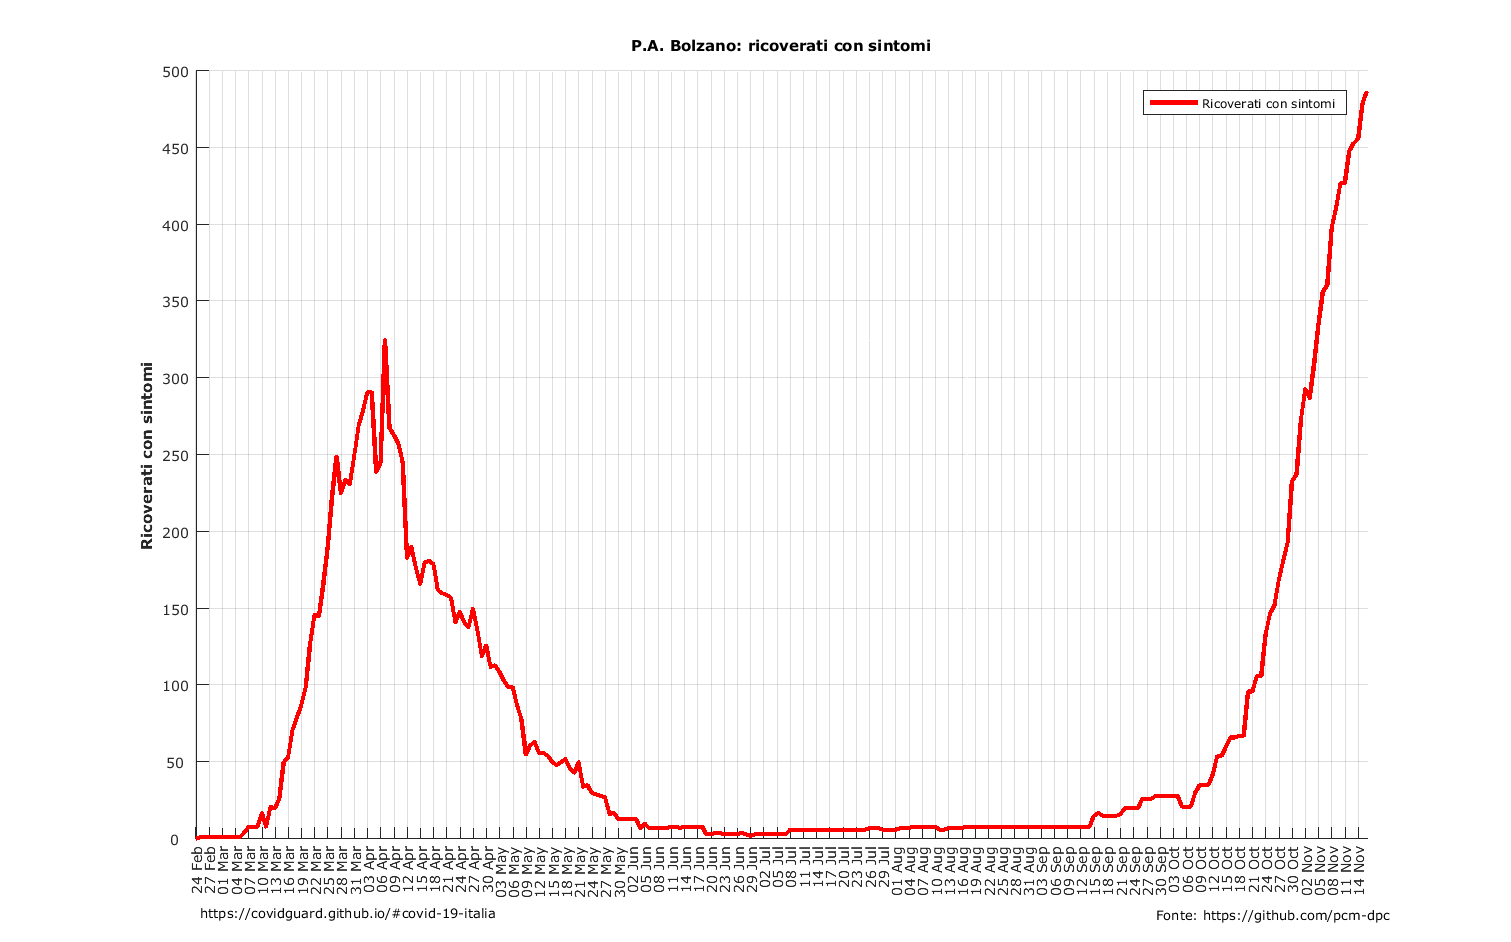 P.A. Bolzano: ricoverati con sintomi
Ricoverati con sintomi
Ricoverati con sintomi
500
450
400
350
300
250
200
150
100
50
0
24 Feb
27 Feb
01 Mar
04 Mar
07 Mar
10 Mar
13 Mar
16 Mar
19 Mar
22 Mar
25 Mar
28 Mar
31 Mar
03 Apr
06 Apr
09 Apr
12 Apr
15 Apr
18 Apr
21 Apr
24 Apr
27 Apr
30 Apr
03 May
06 May
09 May
12 May
15 May
18 May
21 May
24 May
27 May
30 May
02 Jun
05 Jun
08 Jun
11 Jun
14 Jun
17 Jun
20 Jun
23 Jun
26 Jun
29 Jun
02 Jul
05 Jul
08 Jul
11 Jul
14 Jul
17 Jul
20 Jul
23 Jul
26 Jul
29 Jul
01 Aug
04 Aug
07 Aug
10 Aug
13 Aug
16 Aug
19 Aug
22 Aug
25 Aug
28 Aug
31 Aug
03 Sep
06 Sep
09 Sep
12 Sep
15 Sep
18 Sep
21 Sep
24 Sep
27 Sep
30 Sep
03 Oct
06 Oct
09 Oct
12 Oct
15 Oct
18 Oct
21 Oct
24 Oct
27 Oct
30 Oct
02 Nov
05 Nov
08 Nov
11 Nov
14 Nov
https://covidguard.github.io/#covid-19-italia
Fonte: https://github.com/pcm-dpc